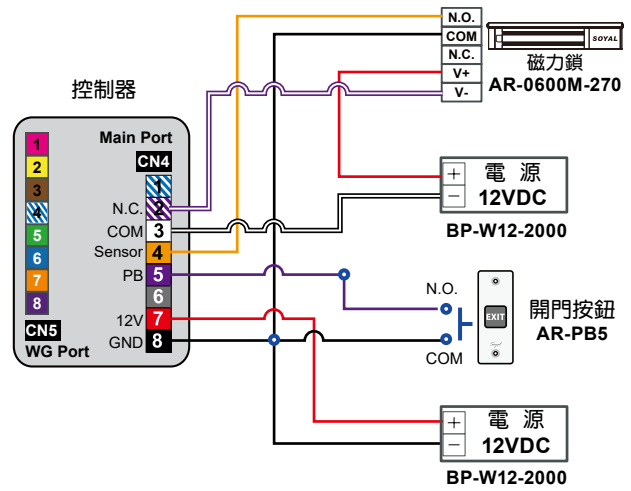 控制器
Main Port
CN4
1
2
3
4
5
6
7
8
CN5
WG Port
1
N.C. 2
COM 3
Sensor 4
PB 5
6
12V 7
GND 8
N.O.
COM
N.C.
V+
V-
SOYAL
磁力鎖
AR-0600M-270
+ 電 源
− 12VDC
BP-W12-2000
N.O.
COM
EXIT
開門按鈕
AR-PB5
+ 電 源
− 12VDC
BP-W12-2000